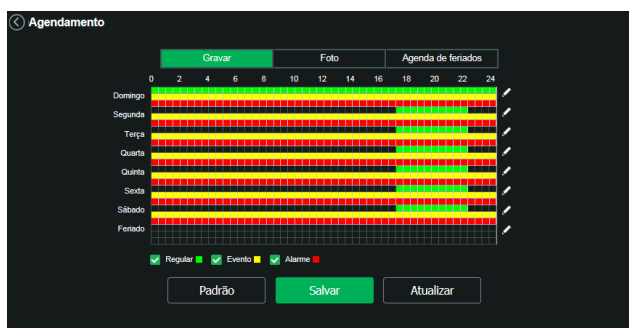 Agendamento
Gravar Foto Agenda de feriados
0 2 4 6 8 10 12 14 16 18 20 22 24
Domingo
Segunda
Terça
Quarta
Quinta
Sexta
Sábado
Feriado
Regular Evento Alarme
Padrão Salvar Atualizar